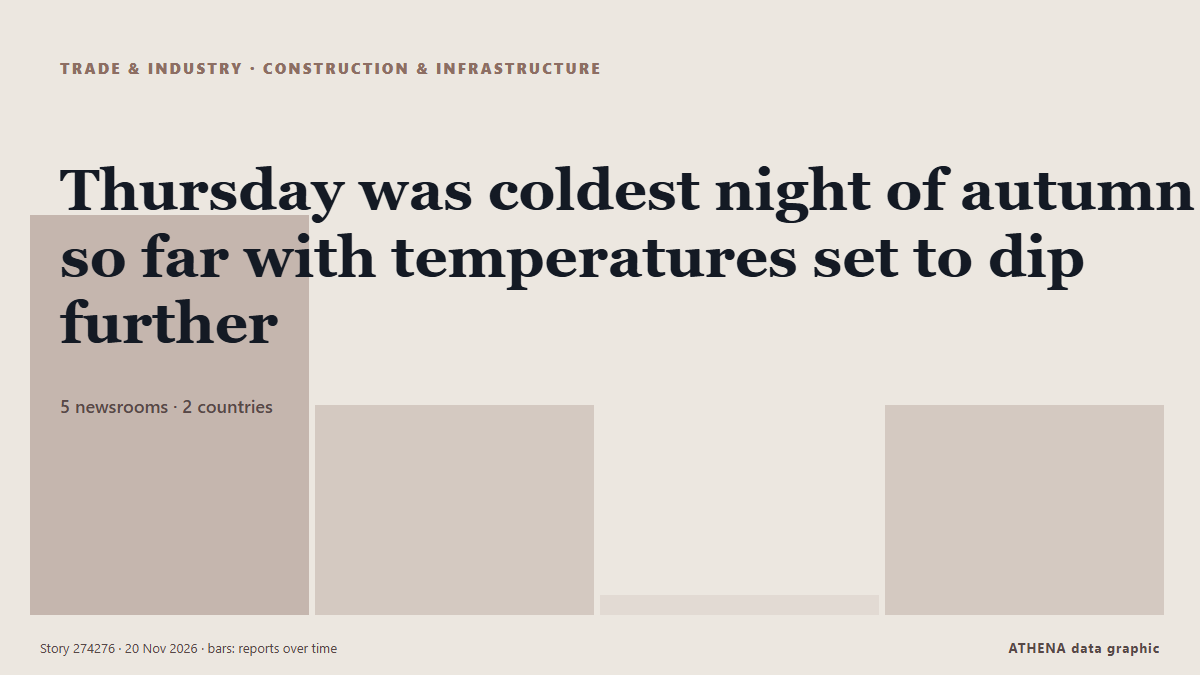 TRADE & INDUSTRY · CONSTRUCTION & INFRASTRUCTURE
Thursday was coldest night of autumn
so far with temperatures set to dip
further
5 newsrooms · 2 countries
Story 274276 · 20 Nov 2026 · bars: reports over time
ATHENA data graphic